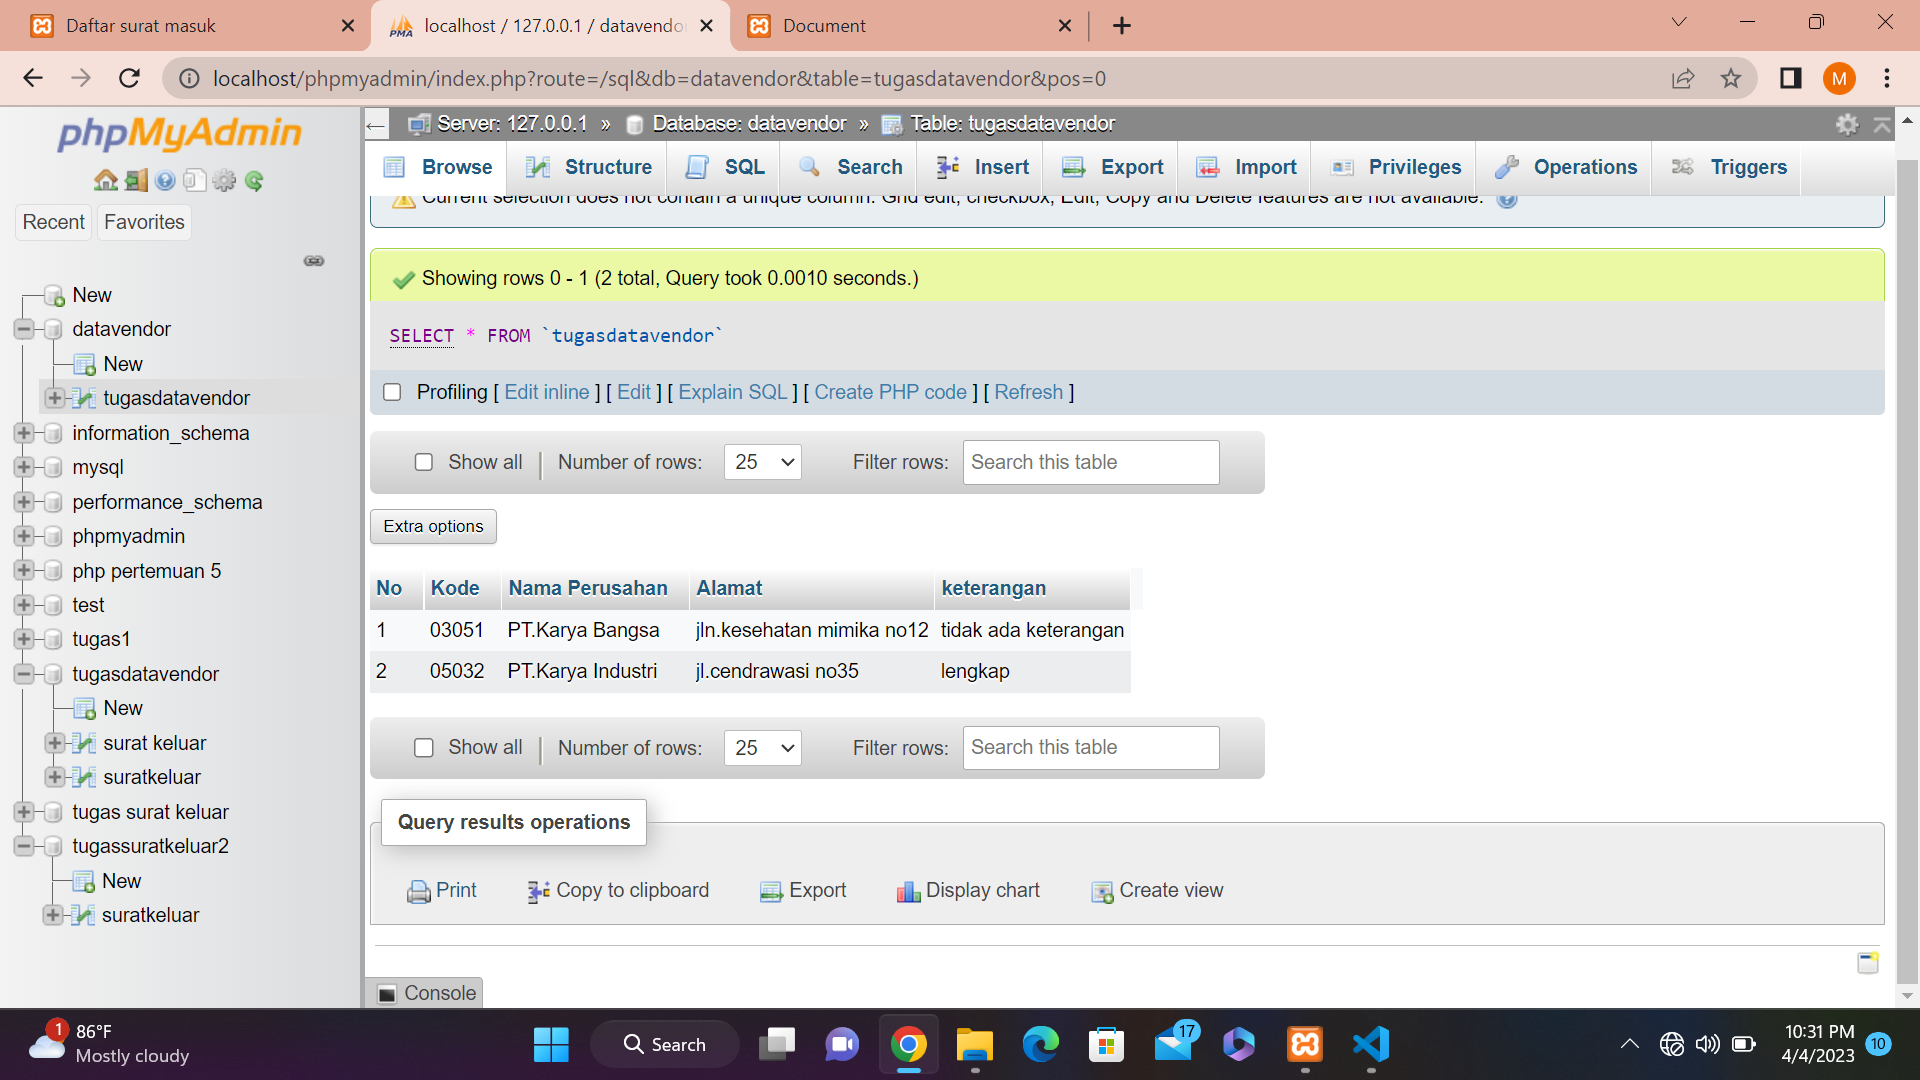 Daftar surat masuk
localhost / 127.0.0.1 / datavendo
Document
localhost/phpmyadmin/index.php?route=/sql&db=datavendor&table=tugasdatavendor&pos=0
M
phpMyAdmin
Recent
Favorites
New
datavendor
New
tugasdatavendor
information_schema
mysql
performance_schema
phpmyadmin
php pertemuan 5
test
tugas1
tugasdatavendor
New
surat keluar
suratkeluar
tugas surat keluar
tugassuratkeluar2
New
suratkeluar
Server: 127.0.0.1 » Database: datavendor » Table: tugasdatavendor
Browse Structure SQL Search Insert Export Import Privileges Operations Triggers
Current selection does not contain a unique column. Grid edit, checkbox, Edit, Copy and Delete features are not available.
Showing rows 0 - 1 (2 total, Query took 0.0010 seconds.)
SELECT * FROM `tugasdatavendor`
Profiling [ Edit inline ] [ Edit ] [ Explain SQL ] [ Create PHP code ] [ Refresh ]
Show all Number of rows: 25 Filter rows: Search this table
Extra options
No Kode Nama Perusahan Alamat keterangan
1 03051 PT.Karya Bangsa jln.kesehatan mimika no12 tidak ada keterangan
2 05032 PT.Karya Industri jl.cendrawasi no35 lengkap
Show all Number of rows: 25 Filter rows: Search this table
Query results operations
Print Copy to clipboard Export Display chart Create view
Console
1
86°F
Mostly cloudy
Search
17
10:31 PM
4/4/2023
10